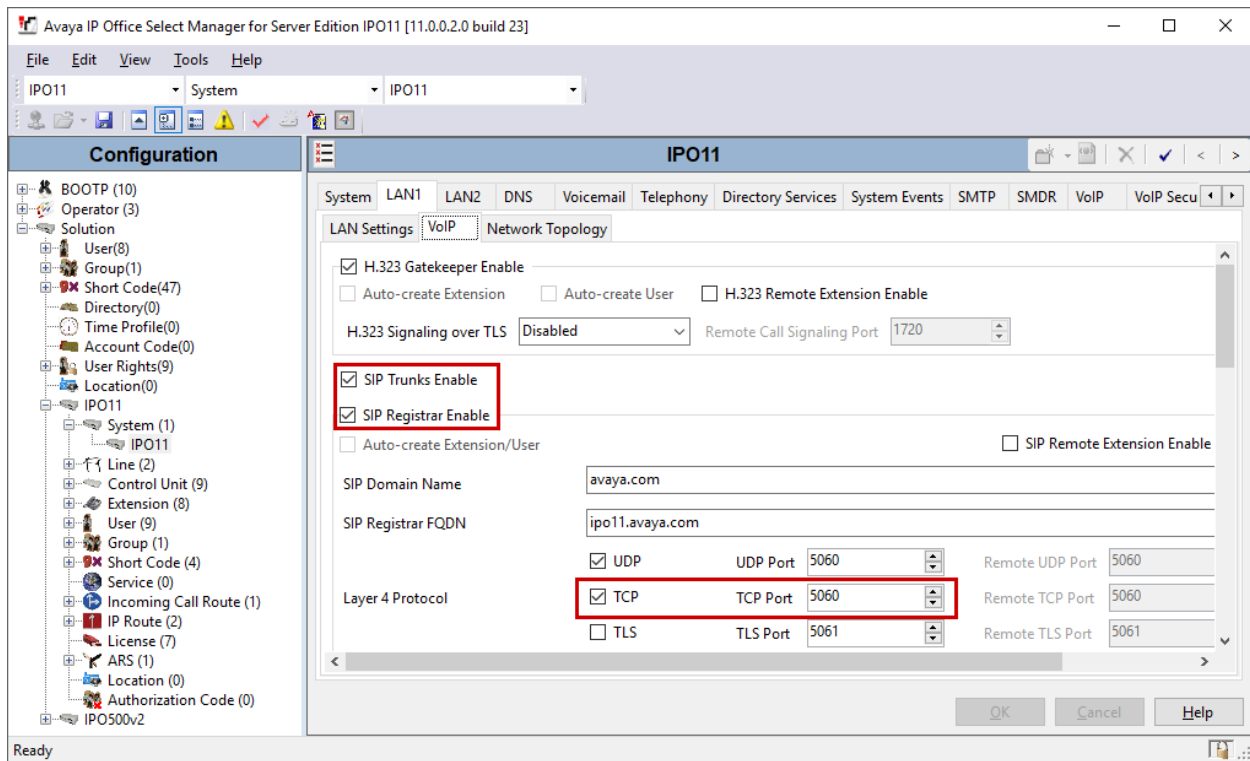 Avaya IP Office Select Manager for Server Edition IPO11 [11.0.0.2.0 build 23]
File Edit View Tools Help
IPO11 System IPO11
Configuration
BOOTP (10)
Operator (3)
Solution
User(8)
Group(1)
Short Code(47)
Directory(0)
Time Profile(0)
Account Code(0)
User Rights(9)
Location(0)
IPO11
System (1)
IPO11
Line (2)
Control Unit (9)
Extension (8)
User (9)
Group (1)
Short Code (4)
Service (0)
Incoming Call Route (1)
IP Route (2)
License (7)
ARS (1)
Location (0)
Authorization Code (0)
IPO500v2
IPO11
System LAN1 LAN2 DNS Voicemail Telephony Directory Services System Events SMTP SMDR VoIP VoIP Secu
LAN Settings VoIP Network Topology
H.323 Gatekeeper Enable
Auto-create Extension Auto-create User H.323 Remote Extension Enable
H.323 Signaling over TLS Disabled Remote Call Signaling Port 1720
SIP Trunks Enable
SIP Registrar Enable
Auto-create Extension/User SIP Remote Extension Enable
SIP Domain Name avaya.com
SIP Registrar FQDN ipo11.avaya.com
UDP UDP Port 5060 Remote UDP Port 5060
Layer 4 Protocol TCP TCP Port 5060 Remote TCP Port 5060
TLS TLS Port 5061 Remote TLS Port 5061
OK Cancel Help
Ready